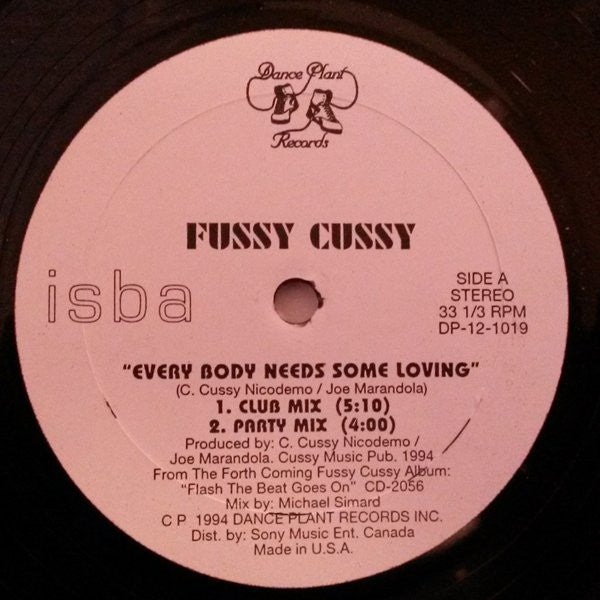 Dance Plant
Records
FUSSY CUSSY
isba
SIDE A
STEREO
33 1/3 RPM
DP-12-1019
"EVERY BODY NEEDS SOME LOVING"
(C. Cussy Nicodemo / Joe Marandola)
1. CLUB MIX (5:10)
2. PARTY MIX (4:00)
Produced by: C. Cussy Nicodemo /
Joe Marandola. Cussy Music Pub. 1994
From The Forth Coming Fussy Cussy Album:
"Flash The Beat Goes On" CD-2056
Mix by: Michael Simard
C P 1994 DANCE PLANT RECORDS INC.
Dist. by: Sony Music Ent. Canada
Made in U.S.A.